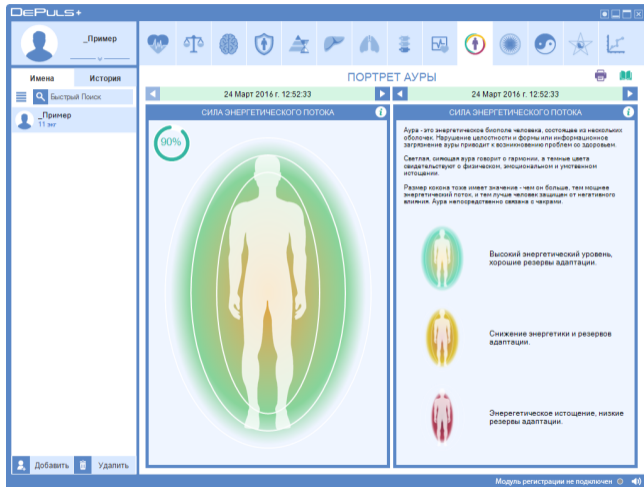 DEPULS+
_Пример
Имена
История
Быстрый Поиск
_Пример
11 экг
ПОРТРЕТ АУРЫ
24 Март 2016 г. 12:52:33
24 Март 2016 г. 12:52:33
СИЛА ЭНЕРГЕТИЧЕСКОГО ПОТОКА
90%
СИЛА ЭНЕРГЕТИЧЕСКОГО ПОТОКА
Аура - это энергетическое биополе человека, состоящее из нескольких
оболочек. Нарушение целостности и формы или информационное
загрязнение ауры приводит к возникновению проблем со здоровьем.
Светлая, сияющая аура говорит о гармонии, а темные цвета
свидетельствуют о физическом, эмоциональном и умственном
истощении.
Размер кокона тоже имеет значение - чем он больше, тем мощнее
энергетический поток, и тем лучше человек защищен от негативного
влияния. Аура непосредственно связана с чакрами.
Высокий энергетический уровень,
хорошие резервы адаптации.
Снижение энергетики и резервов
адаптации.
Энерегетическое истощение, низкие
резервы адаптации.
Добавить
Удалить
Модуль регистрации не подключен